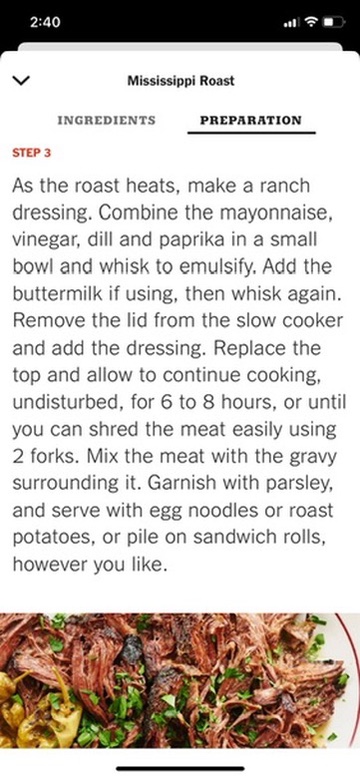 2:40
Mississippi Roast
INGREDIENTS PREPARATION
STEP 3
As the roast heats, make a ranch
dressing. Combine the mayonnaise,
vinegar, dill and paprika in a small
bowl and whisk to emulsify. Add the
buttermilk if using, then whisk again.
Remove the lid from the slow cooker
and add the dressing. Replace the
top and allow to continue cooking,
undisturbed, for 6 to 8 hours, or until
you can shred the meat easily using
2 forks. Mix the meat with the gravy
surrounding it. Garnish with parsley,
and serve with egg noodles or roast
potatoes, or pile on sandwich rolls,
however you like.